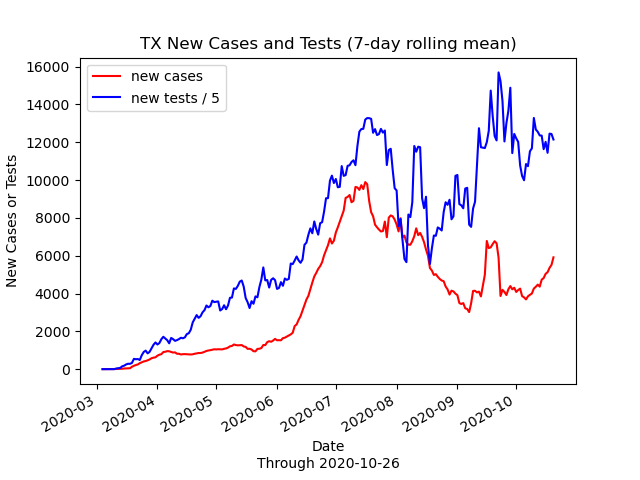 TX New Cases and Tests (7-day rolling mean)
new cases
new tests / 5
New Cases or Tests
16000
14000
12000
10000
8000
6000
4000
2000
0
2020-03
2020-04
2020-05
2020-06
2020-07
2020-08
2020-09
2020-10
Date
Through 2020-10-26